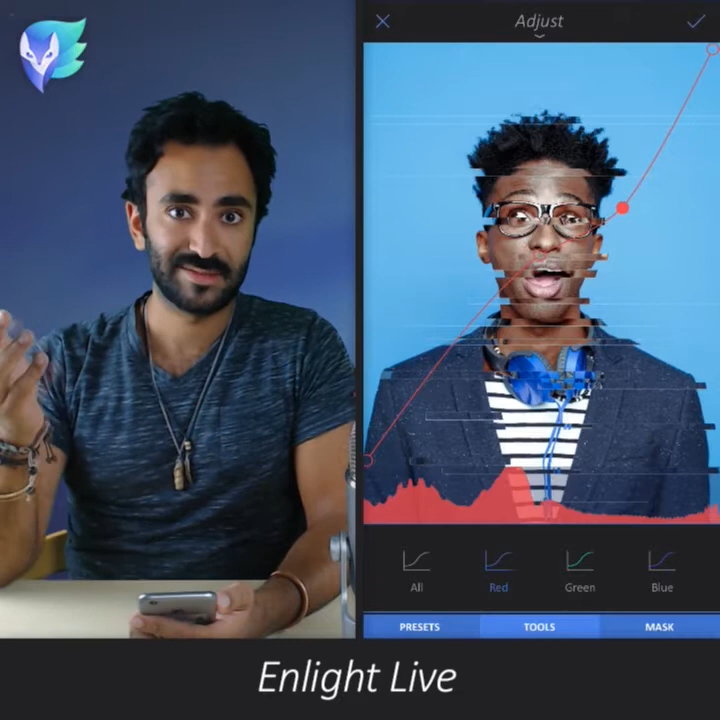 Adjust
All
Red
Green
Blue
PRESETS
TOOLS
MASK
Enlight Live